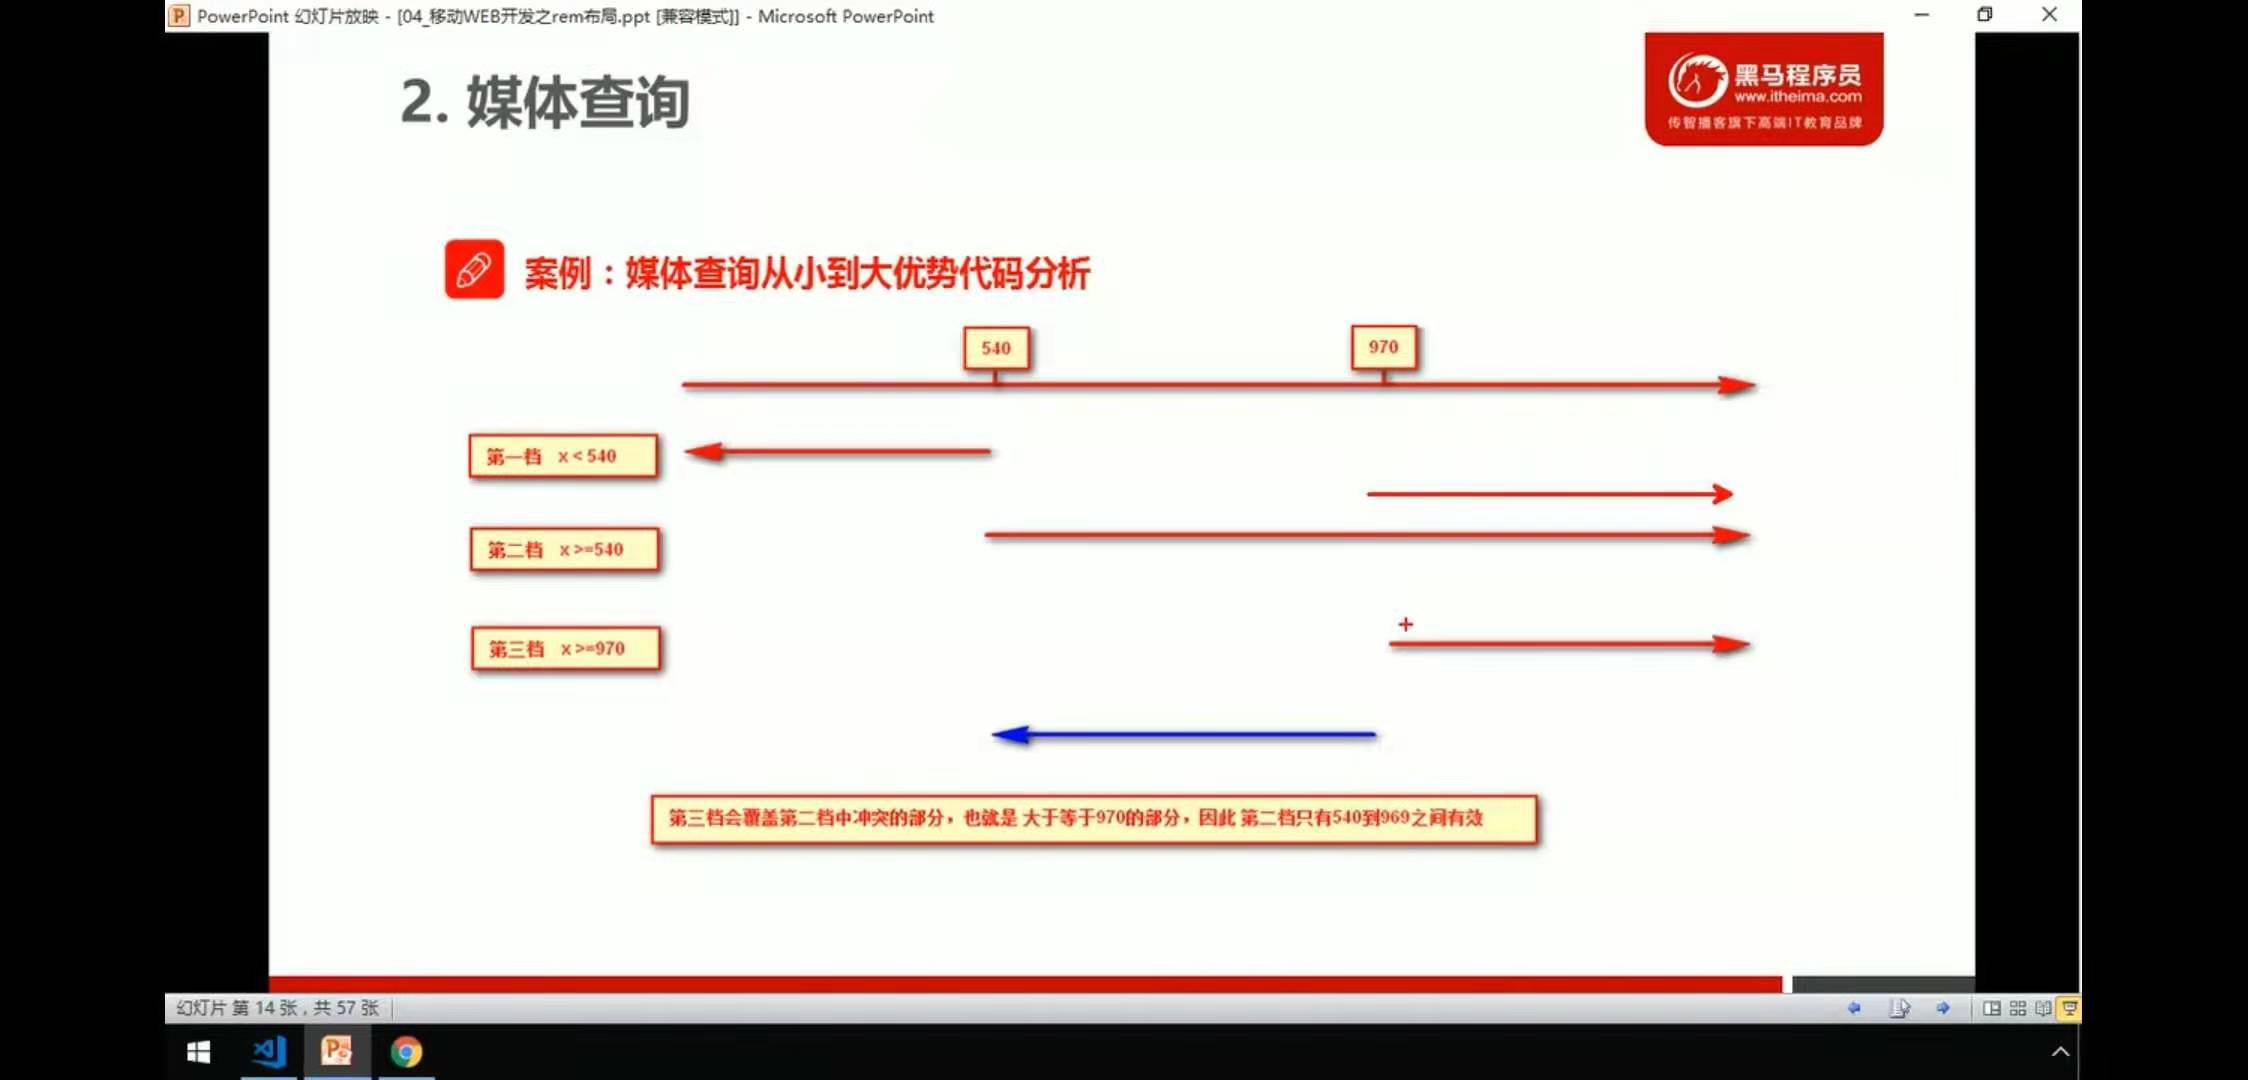 PowerPoint 幻灯片放映 - [04_移动WEB开发之rem布局.ppt [兼容模式]] - Microsoft PowerPoint
2. 媒体查询
黑马程序员
www.itheima.com
传智播客旗下高端IT教育品牌
案例：媒体查询从小到大优势代码分析
540
970
第一档 x < 540
第二档 x >=540
第三档 x >=970
第三档会覆盖第二档中冲突的部分，也就是 大于等于970的部分，因此 第二档只有540到969之间有效
幻灯片 第 14 张，共 57 张